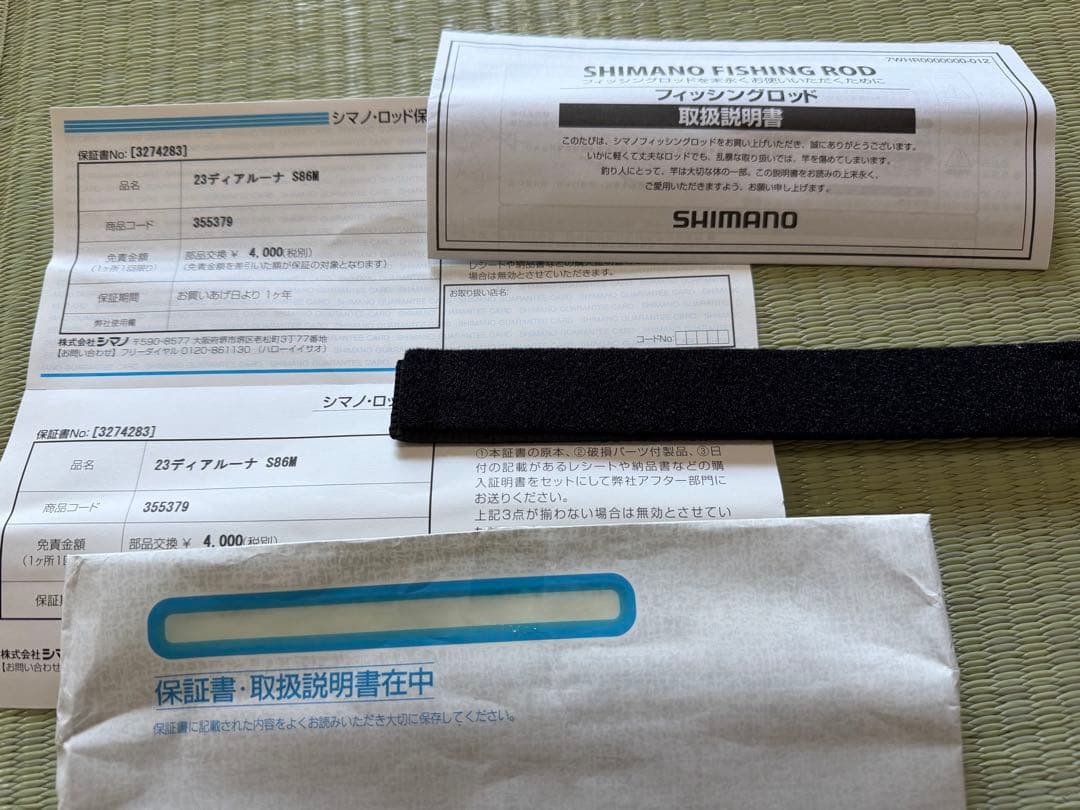 7WHR0000000-012
SHIMANO FISHING ROD
フィッシングロッドを末永くお使いいただくために
フィッシングロッド
取扱説明書
このたびは、シマノフィッシングロッドをお買い上げいただき、誠にありがとうございます。
いかに軽くて丈夫なロッドでも、乱暴な取り扱いでは、竿を傷めてしまいます。
釣り人にとって、竿は大切な体の一部。この説明書をお読みの上末永く、
ご愛用いただきますよう、お願い申し上げます。
SHIMANO
シマノ・ロッド保
保証書No: [3274283]
品名 23ディアルーナ S86M
商品コード 355379
免責金額 部品交換 ¥ 4,000(税別)
(1ヶ所1回限り) (免責金額を差引いた額が保証の対象となります)
保証期間 お買いあげ日より 1ヶ年
弊社使用欄
株式会社シマノ 〒590-8577 大阪府堺市堺区老松町3丁77番地
【お問い合わせ】フリーダイヤル 0120-861130 (ハローイイサオ)
場合は無効とさせていただきます。
お取り扱い店名:
コードNo:
シマノ・ロッ
保証書No: [3274283]
品名 23ディアルーナ S86M
商品コード 355379
免責金額 部品交換 ¥ 4,000(税別)
(1ヶ所1回
保証
株式会社シマ
【お問い合わせ
①本証書の原本、②破損パーツ付製品、③日
付の記載があるレシートや納品書などの購
入証明書をセットにして弊社アフター部門に
お送りください。
上記3点が揃わない場合は無効とさせてい
保証書・取扱説明書在中
保証書に記載された内容をよくお読みいただき大切に保存してください。